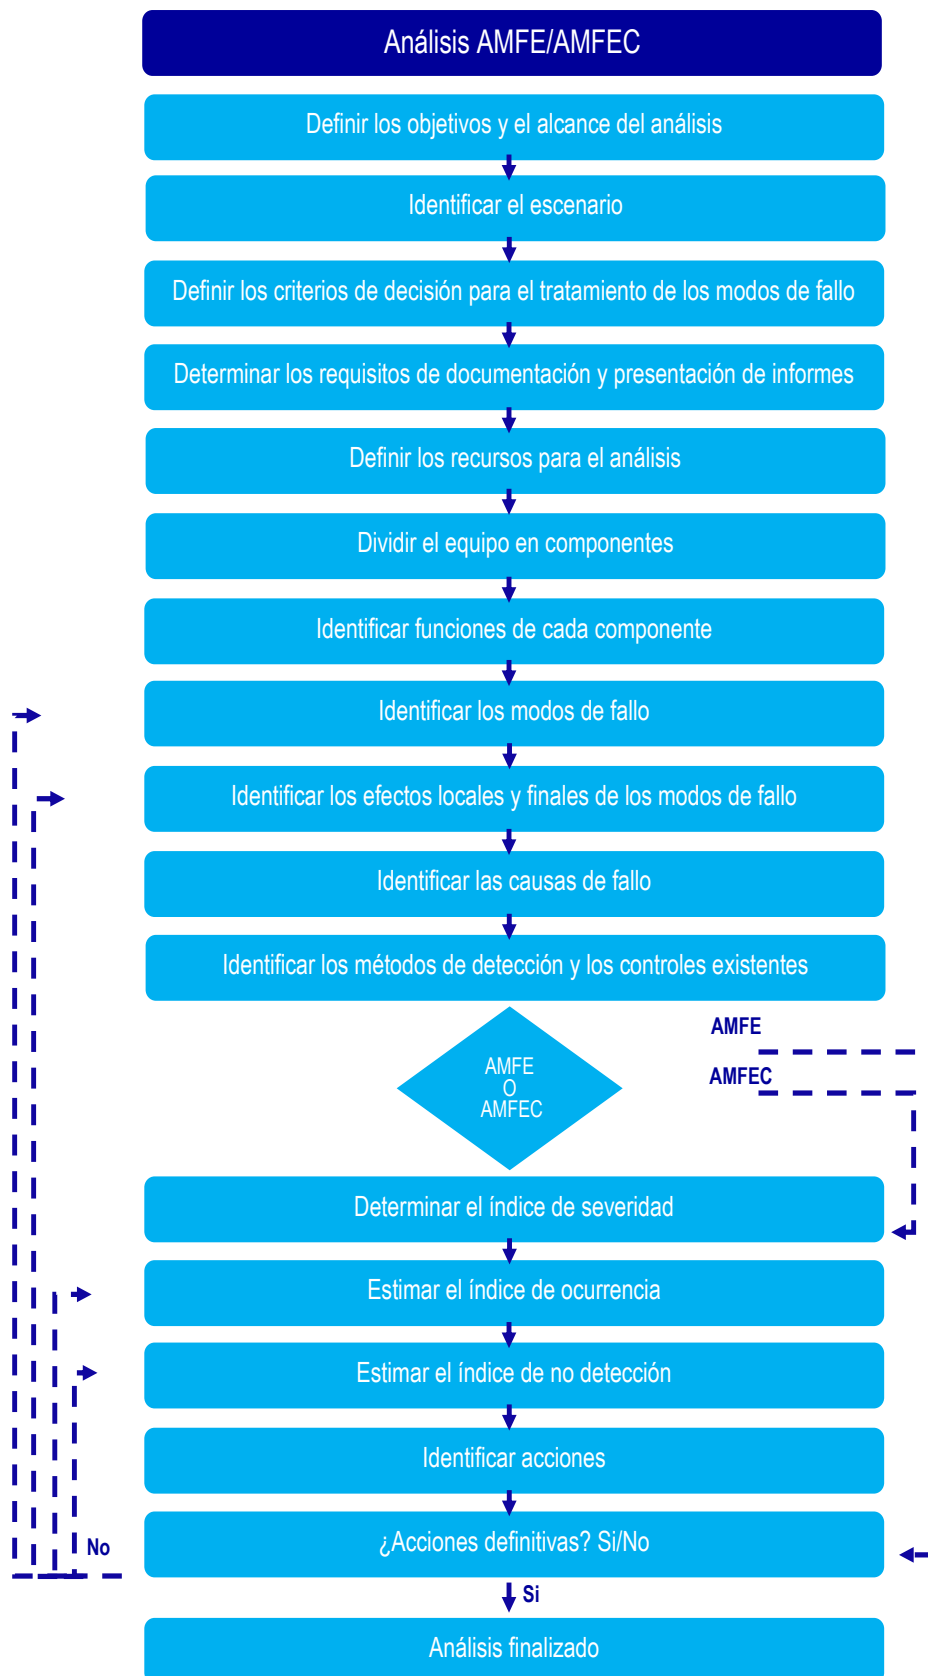 Análisis AMFE/AMFEC
Definir los objetivos y el alcance del análisis
Identificar el escenario
Definir los criterios de decisión para el tratamiento de los modos de fallo
Determinar los requisitos de documentación y presentación de informes
Definir los recursos para el análisis
Dividir el equipo en componentes
Identificar funciones de cada componente
Identificar los modos de fallo
Identificar los efectos locales y finales de los modos de fallo
Identificar las causas de fallo
Identificar los métodos de detección y los controles existentes
AMFE
O
AMFEC
AMFE
AMFEC
Determinar el índice de severidad
Estimar el índice de ocurrencia
Estimar el índice de no detección
Identificar acciones
¿Acciones definitivas? Si/No
No
Si
Análisis finalizado